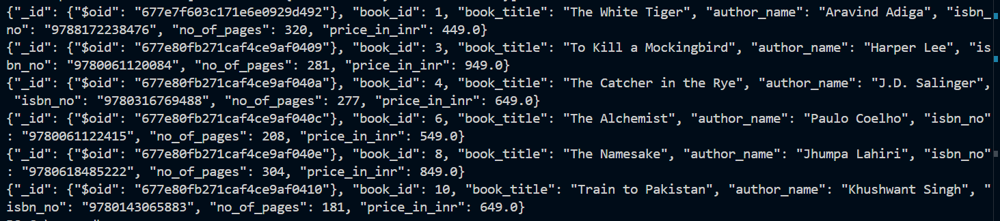 {"_id": {"$oid": "677e7f603c171e6e0929d492"}, "book_id": 1, "book_title": "The White Tiger", "author_name": "Aravind Adiga", "isbn_
no": "9788172238476", "no_of_pages": 320, "price_in_inr": 449.0}
{"_id": {"$oid": "677e80fb271caf4ce9af0409"}, "book_id": 3, "book_title": "To Kill a Mockingbird", "author_name": "Harper Lee", "is
bn_no": "9780061120084", "no_of_pages": 281, "price_in_inr": 949.0}
{"_id": {"$oid": "677e80fb271caf4ce9af040a"}, "book_id": 4, "book_title": "The Catcher in the Rye", "author_name": "J.D. Salinger",
"isbn_no": "9780316769488", "no_of_pages": 277, "price_in_inr": 649.0}
{"_id": {"$oid": "677e80fb271caf4ce9af040c"}, "book_id": 6, "book_title": "The Alchemist", "author_name": "Paulo Coelho", "isbn_no"
: "9780061122415", "no_of_pages": 208, "price_in_inr": 549.0}
{"_id": {"$oid": "677e80fb271caf4ce9af040e"}, "book_id": 8, "book_title": "The Namesake", "author_name": "Jhumpa Lahiri", "isbn_no"
: "9780618485222", "no_of_pages": 304, "price_in_inr": 849.0}
{"_id": {"$oid": "677e80fb271caf4ce9af0410"}, "book_id": 10, "book_title": "Train to Pakistan", "author_name": "Khushwant Singh", "
isbn_no": "9780143065883", "no_of_pages": 181, "price_in_inr": 649.0}